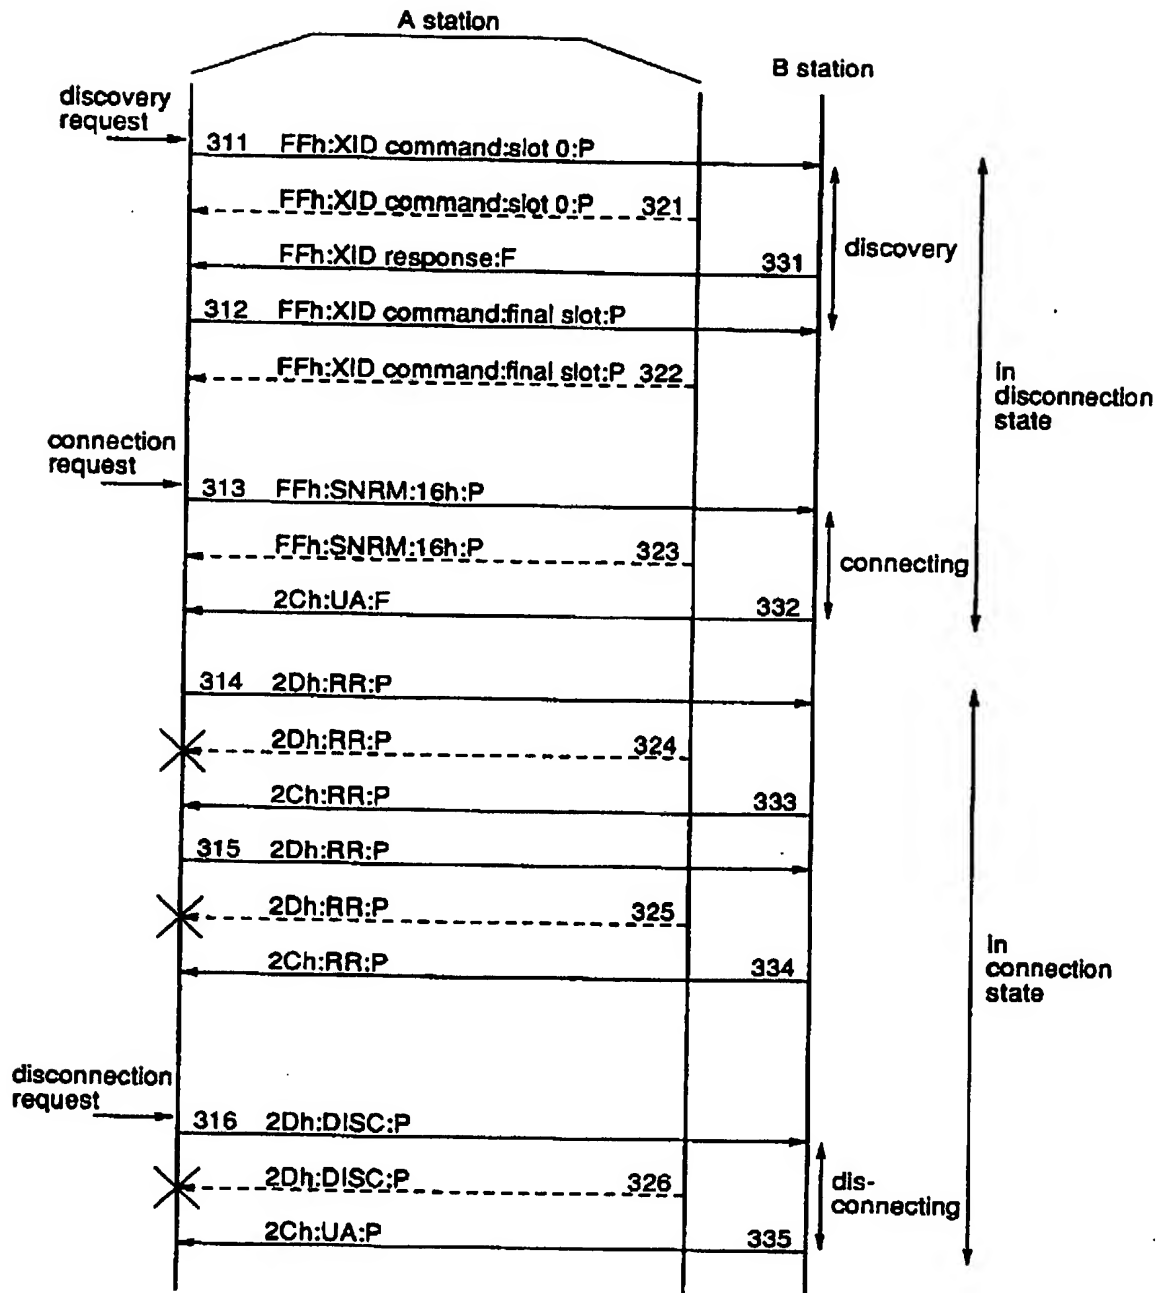 A station
B station
discovery
request
311 FFh:XID command:slot 0:P
FFh:XID command:slot 0:P 321
discovery
FFh:XID response:F 331
312 FFh:XID command:final slot:P
FFh:XID command:final slot:P 322
in
disconnection
state
connection
request
313 FFh:SNRM:16h:P
FFh:SNRM:16h:P 323
connecting
2Ch:UA:F 332
314 2Dh:RR:P
2Dh:RR:P 324
2Ch:RR:P 333
315 2Dh:RR:P
2Dh:RR:P 325
2Ch:RR:P 334
in
connection
state
disconnection
request
316 2Dh:DISC:P
2Dh:DISC:P 326
dis-
connecting
2Ch:UA:P 335